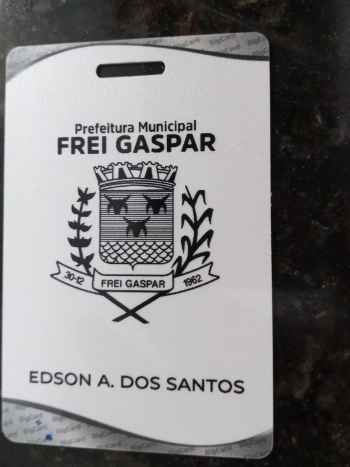 Prefeitura Municipal
FREI GASPAR
30-12 FREI GASPAR 1962
EDSON A. DOS SANTOS